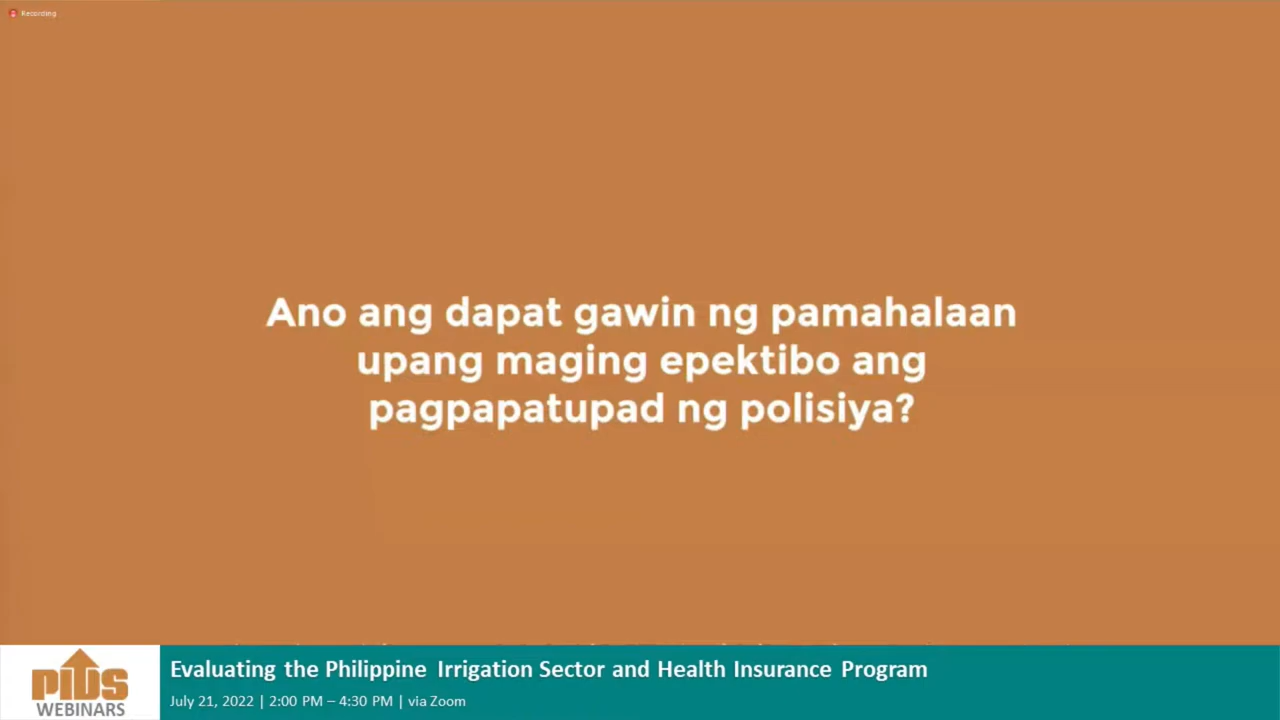 Recording
Ano ang dapat gawin ng pamahalaan
upang maging epektibo ang
pagpapatupad ng polisiya?
PIDS
WEBINARS
Evaluating the Philippine Irrigation Sector and Health Insurance Program
July 21, 2022 | 2:00 PM – 4:30 PM | via Zoom